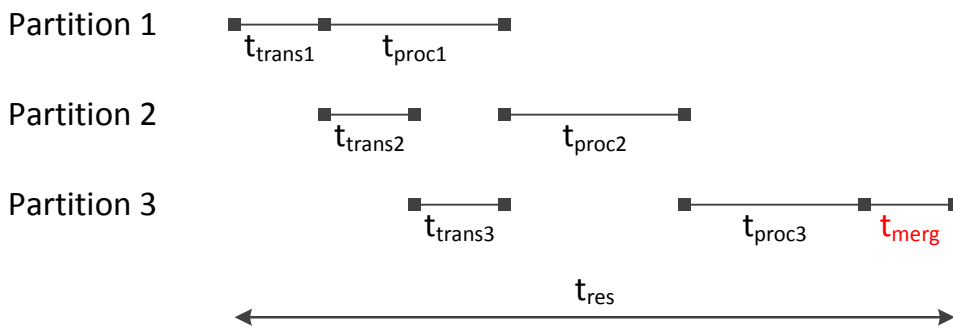 Partition 1
t_trans1 t_proc1
Partition 2
t_trans2 t_proc2
Partition 3
t_trans3 t_proc3 t_merg
t_res